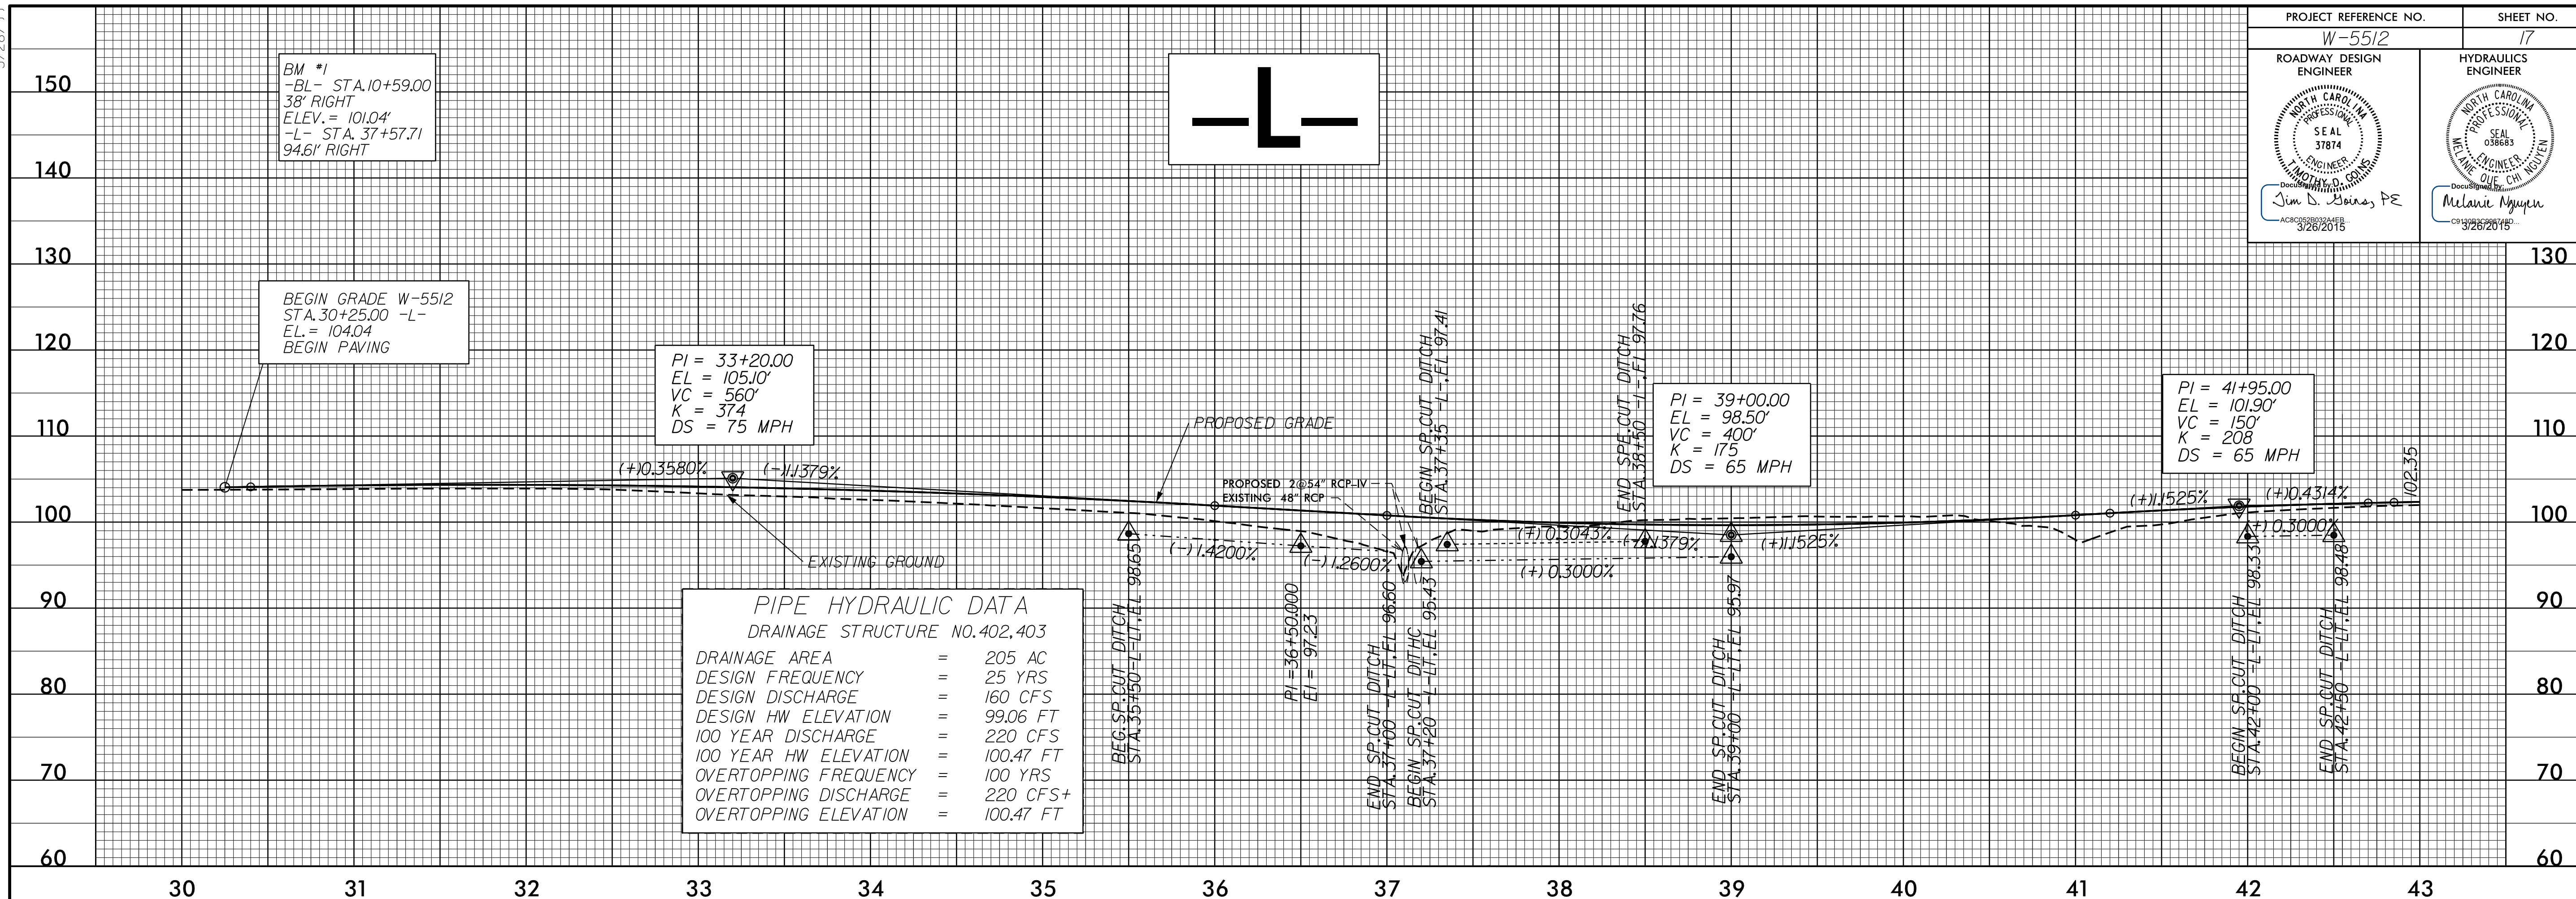 PROJECT REFERENCE NO.
SHEET NO.
W-5512
17
ROADWAY DESIGN
ENGINEER
HYDRAULICS
ENGINEER
NORTH CAROLINA
PROFESSIONAL
SEAL
37874
ENGINEER
TIMOTHY D. GOINS
DocuSigned by:
Tim D. Goins, PE
AC8C052B032A4EB...
3/26/2015
NORTH CAROLINA
PROFESSIONAL
SEAL
038683
ENGINEER
MELANIE QUE CHI NGUYEN
DocuSigned by:
Melanie Nguyen
3/26/2015
BM #1
-BL- STA.10+59.00
38' RIGHT
ELEV.= 101.04'
-L- STA. 37+57.71
94.61' RIGHT
-L-
150
140
130
120
110
100
90
80
70
60
130
120
110
100
90
80
70
60
BEGIN GRADE W-5512
STA.30+25.00 -L-
EL.= 104.04
BEGIN PAVING
PI = 33+20.00
EL = 105.10'
VC = 560'
K = 374
DS = 75 MPH
(+)0.3580%
(-)1.1379%
EXISTING GROUND
PROPOSED GRADE
PROPOSED 2@54" RCP-IV
EXISTING 48" RCP
BEGIN SP.CUT DITCH
STA.37+35 -L-,EL 97.41
END SPE.CUT DITCH
STA.38+50 -L-,EL 97.76
PI = 39+00.00
EL = 98.50'
VC = 400'
K = 175
DS = 65 MPH
PI = 41+95.00
EL = 101.90'
VC = 150'
K = 208
DS = 65 MPH
102.35
(+)1.1525%
(+)0.4314%
(+) 0.3000%
(-) 1.4200%
(-) 1.2600%
(+) 0.3043%
(-)1.1379%
(+)1.1525%
(+) 0.3000%
BEG.SP.CUT DITCH
STA.35+50-L-LT,EL 98.65
PI =36+50.000
El = 97.23
END SP.CUT DITCH
STA.37+00 -L-LT,EL 96.60
BEGIN SP.CUT DITHC
STA.37+20 -L-LT,EL 95.43
END SP.CUT DITCH
STA.39+00 -L-LT,EL 95.97
BEGIN SP.CUT DITCH
STA.42+00 -L-LT,EL 98.33
END SP.CUT DITCH
STA.42+50 -L-LT,EL 98.48
PIPE HYDRAULIC DATA
DRAINAGE STRUCTURE NO.402,403
DRAINAGE AREA = 205 AC
DESIGN FREQUENCY = 25 YRS
DESIGN DISCHARGE = 160 CFS
DESIGN HW ELEVATION = 99.06 FT
100 YEAR DISCHARGE = 220 CFS
100 YEAR HW ELEVATION = 100.47 FT
OVERTOPPING FREQUENCY = 100 YRS
OVERTOPPING DISCHARGE = 220 CFS+
OVERTOPPING ELEVATION = 100.47 FT
30 31 32 33 34 35 36 37 38 39 40 41 42 43